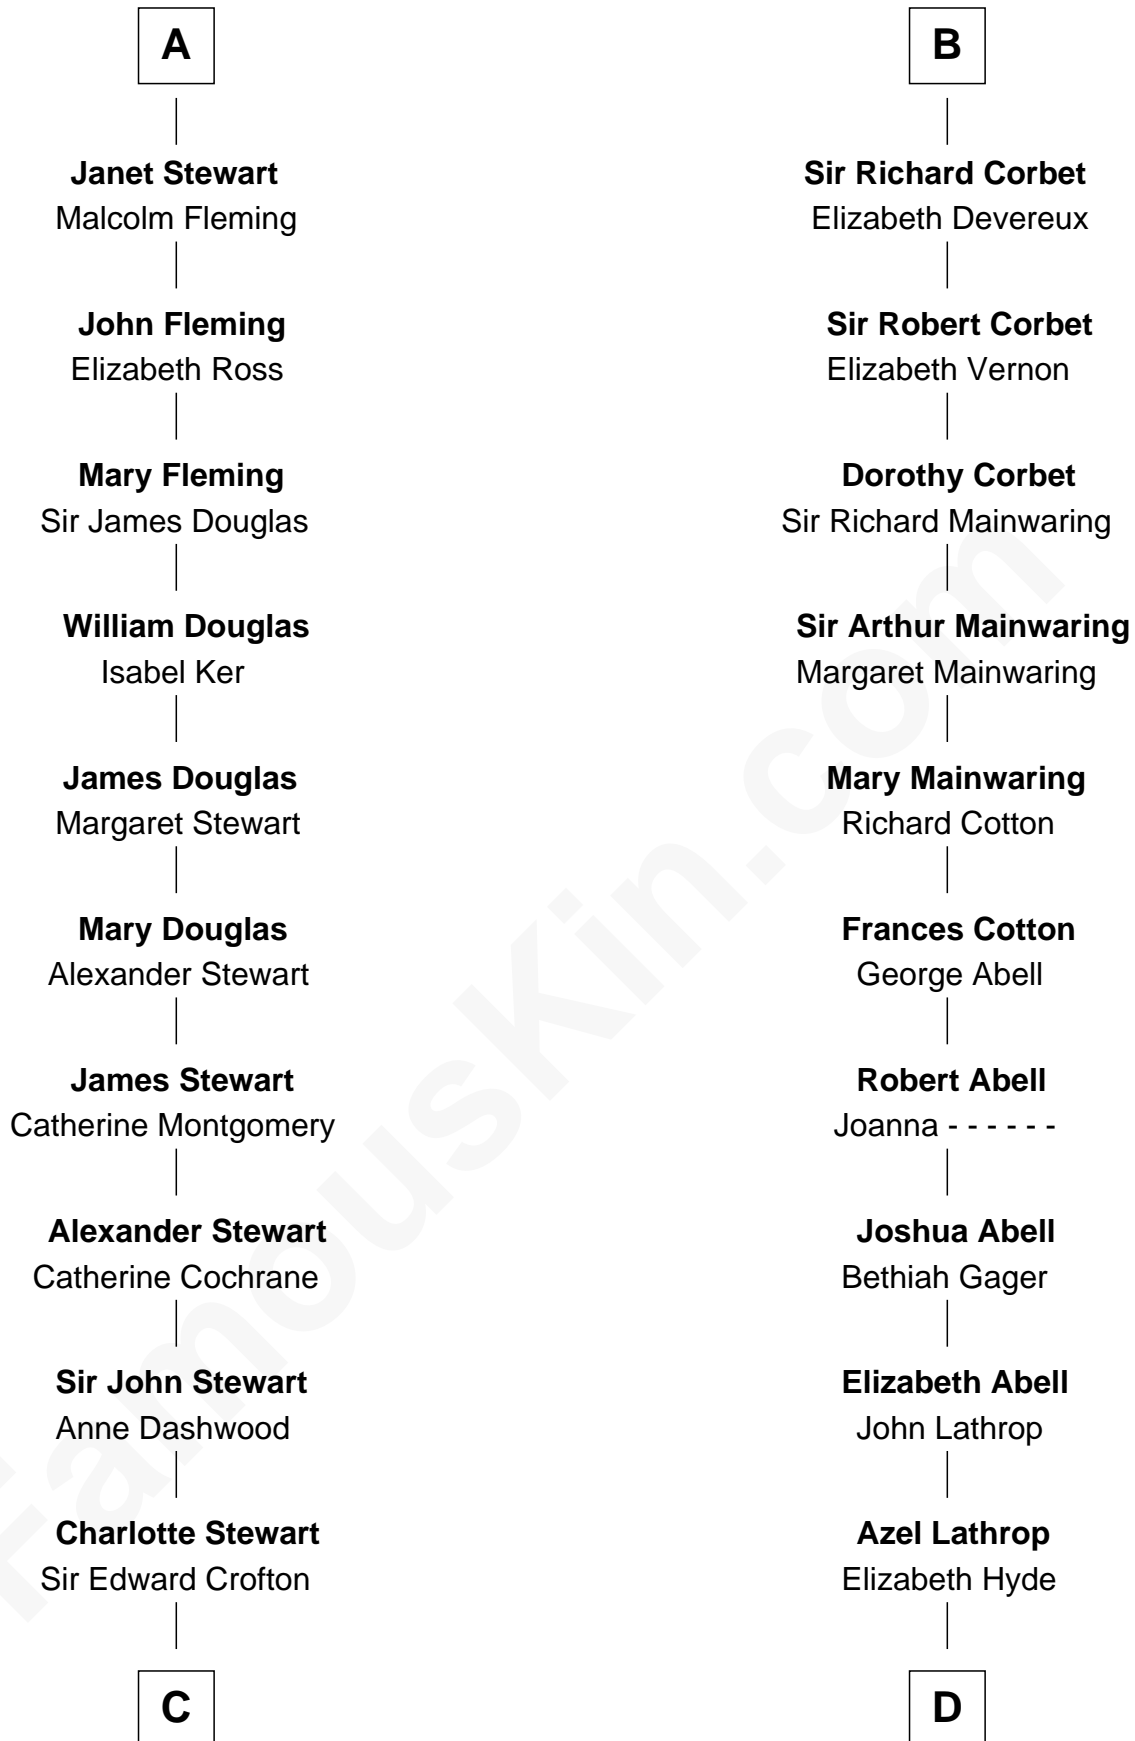 A
Janet Stewart
Malcolm Fleming
John Fleming
Elizabeth Ross
Mary Fleming
Sir James Douglas
William Douglas
Isabel Ker
James Douglas
Margaret Stewart
Mary Douglas
Alexander Stewart
James Stewart
Catherine Montgomery
Alexander Stewart
Catherine Cochrane
Sir John Stewart
Anne Dashwood
Charlotte Stewart
Sir Edward Crofton
C
B
Sir Richard Corbet
Elizabeth Devereux
Sir Robert Corbet
Elizabeth Vernon
Dorothy Corbet
Sir Richard Mainwaring
Sir Arthur Mainwaring
Margaret Mainwaring
Mary Mainwaring
Richard Cotton
Frances Cotton
George Abell
Robert Abell
Joanna - - - - - -
Joshua Abell
Bethiah Gager
Elizabeth Abell
John Lathrop
Azel Lathrop
Elizabeth Hyde
D
FamousKin.com